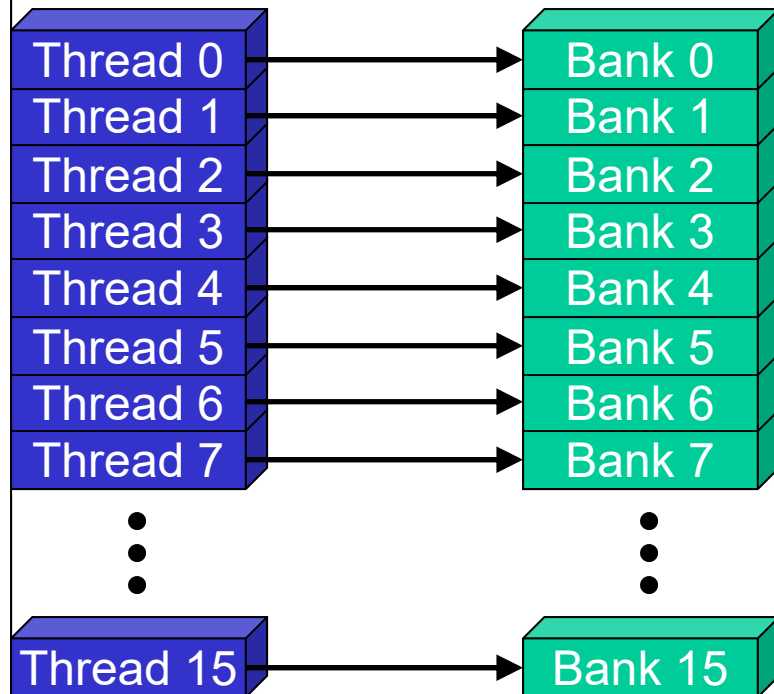 Thread 0 Bank 0
Thread 1 Bank 1
Thread 2 Bank 2
Thread 3 Bank 3
Thread 4 Bank 4
Thread 5 Bank 5
Thread 6 Bank 6
Thread 7 Bank 7
Thread 15 Bank 15